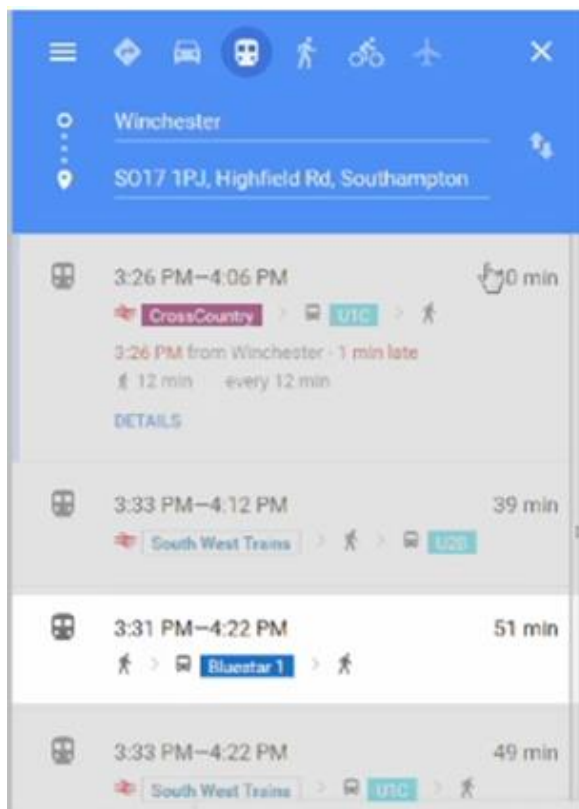 Winchester
SO17 1PJ, Highfield Rd, Southampton
3:26 PM—4:06 PM
0 min
CrossCountry > U1C >
3:26 PM from Winchester - 1 min late
12 min every 12 min
DETAILS
3:33 PM—4:12 PM 39 min
South West Trains > > U2B
3:31 PM—4:22 PM 51 min
> Bluestar 1 >
3:33 PM—4:22 PM 49 min
South West Trains > U1C >